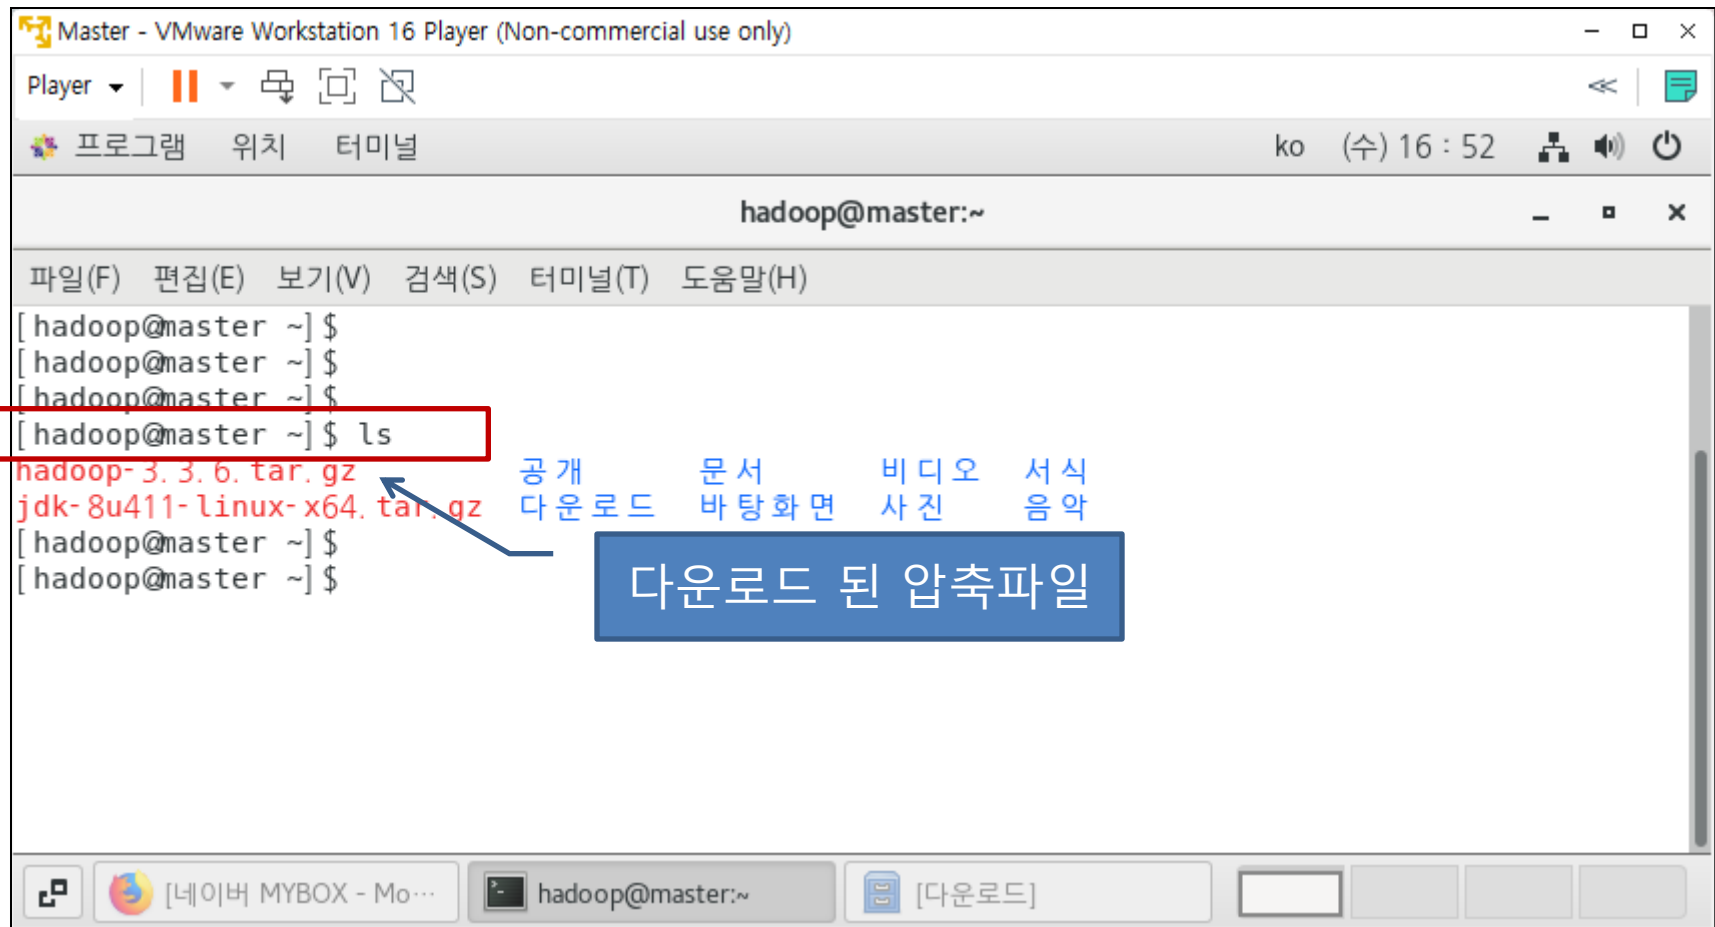 Master - VMware Workstation 16 Player (Non-commercial use only)
Player
프로그램 위치 터미널 ko (수) 16 : 52
hadoop@master:~
파일(F) 편집(E) 보기(V) 검색(S) 터미널(T) 도움말(H)
[hadoop@master ~]$
[hadoop@master ~]$
[hadoop@master ~]$
[hadoop@master ~]$ ls
hadoop-3.3.6.tar.gz 공개 문서 비디오 서식
jdk-8u411-linux-x64.tar.gz 다운로드 바탕화면 사진 음악
[hadoop@master ~]$
[hadoop@master ~]$
다운로드 된 압축파일
[네이버 MYBOX - Mo… hadoop@master:~ [다운로드]